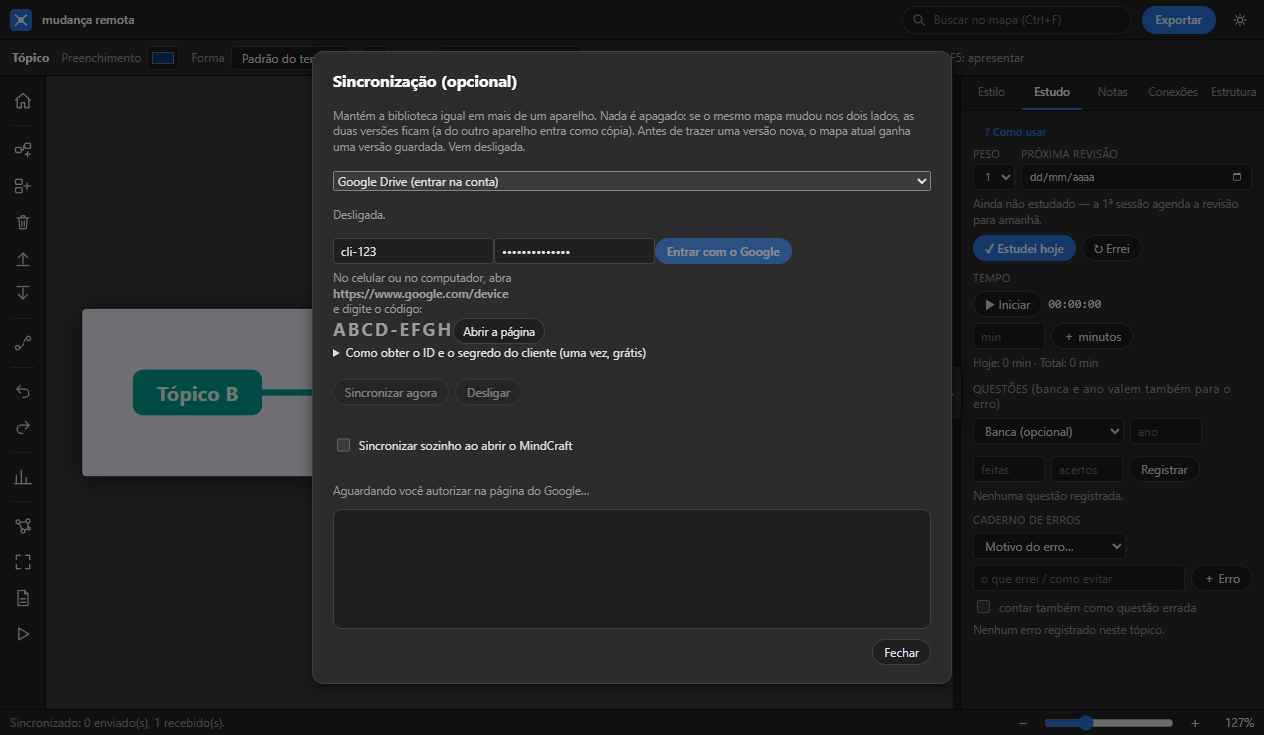 mudança remota
Buscar no mapa (Ctrl+F)
Exportar
Tópico
Preenchimento
Forma
Padrão do te
F5: apresentar
Estilo
Estudo
Notas
Conexões
Estrutura
Tópico B
Sincronização (opcional)
Mantém a biblioteca igual em mais de um aparelho. Nada é apagado: se o mesmo mapa mudou nos dois lados, as
duas versões ficam (a do outro aparelho entra como cópia). Antes de trazer uma versão nova, o mapa atual ganha
uma versão guardada. Vem desligada.
Google Drive (entrar na conta)
Desligada.
cli-123
••••••••••••••
Entrar com o Google
No celular ou no computador, abra
https://www.google.com/device
e digite o código:
ABCD-EFGH
Abrir a página
Como obter o ID e o segredo do cliente (uma vez, grátis)
Sincronizar agora
Desligar
Sincronizar sozinho ao abrir o MindCraft
Aguardando você autorizar na página do Google...
Fechar
? Como usar
PESO
PRÓXIMA REVISÃO
1
dd/mm/aaaa
Ainda não estudado — a 1ª sessão agenda a revisão
para amanhã.
✓ Estudei hoje
↻ Errei
TEMPO
▶ Iniciar
00:00:00
min
+ minutos
Hoje: 0 min · Total: 0 min
QUESTÕES (banca e ano valem também para o
erro)
Banca (opcional)
ano
feitas
acertos
Registrar
Nenhuma questão registrada.
CADERNO DE ERROS
Motivo do erro...
o que errei / como evitar
+ Erro
contar também como questão errada
Nenhum erro registrado neste tópico.
Sincronizado: 0 enviado(s), 1 recebido(s).
−
+
127%